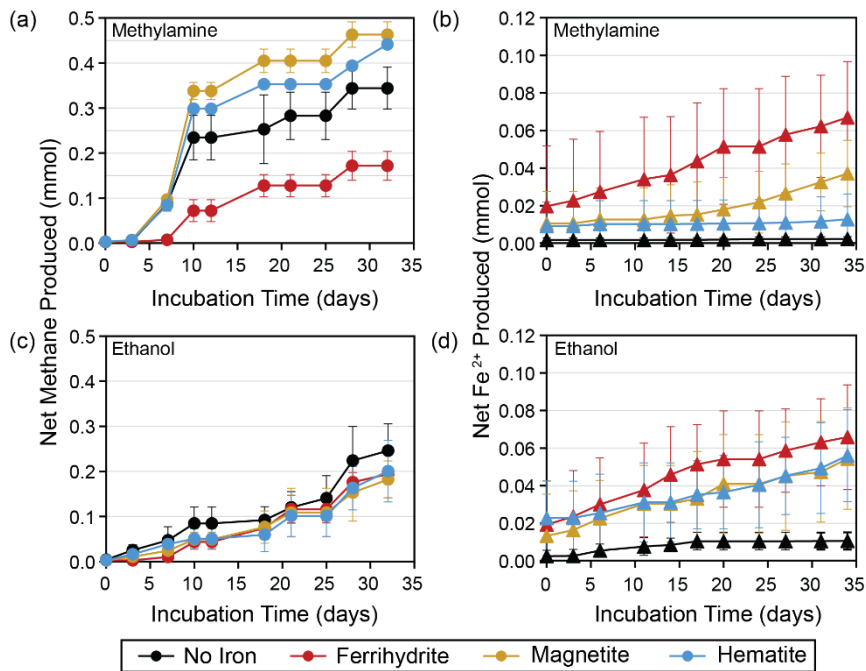 (a)
Methylamine
0.5
0.4
0.3
0.2
0.1
0.0
0 5 10 15 20 25 30 35
Incubation Time (days)
(b)
Methylamine
0.12
0.10
0.08
0.06
0.04
0.02
0.00
0 5 10 15 20 25 30 35
Incubation Time (days)
Net Methane Produced (mmol)
Net Fe²⁺ Produced (mmol)
(c)
Ethanol
0.5
0.4
0.3
0.2
0.1
0.0
0 5 10 15 20 25 30 35
Incubation Time (days)
(d)
Ethanol
0.12
0.10
0.08
0.06
0.04
0.02
0.00
0 5 10 15 20 25 30 35
Incubation Time (days)
No Iron Ferrihydrite Magnetite Hematite